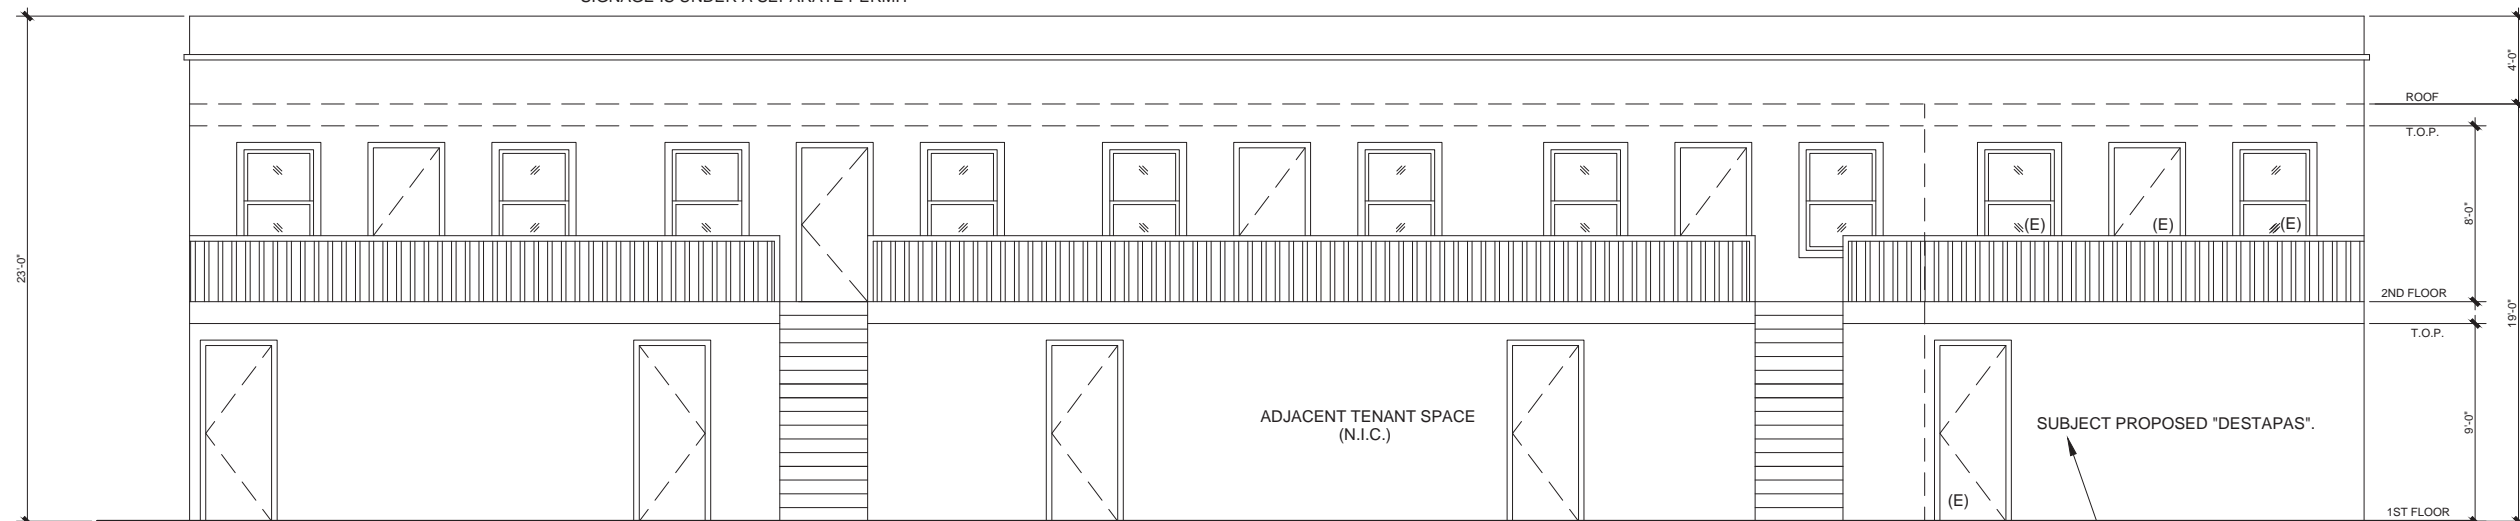 SIGNAGE IS UNDER A SEPARATE PERMIT
4'-0"
ROOF
T.O.P.
23'-0"
(E)
(E)
(E)
8'-0"
2ND FLOOR
19'-0"
T.O.P.
ADJACENT TENANT SPACE
(N.I.C.)
SUBJECT PROPOSED "DESTAPAS".
9'-0"
(E)
1ST FLOOR